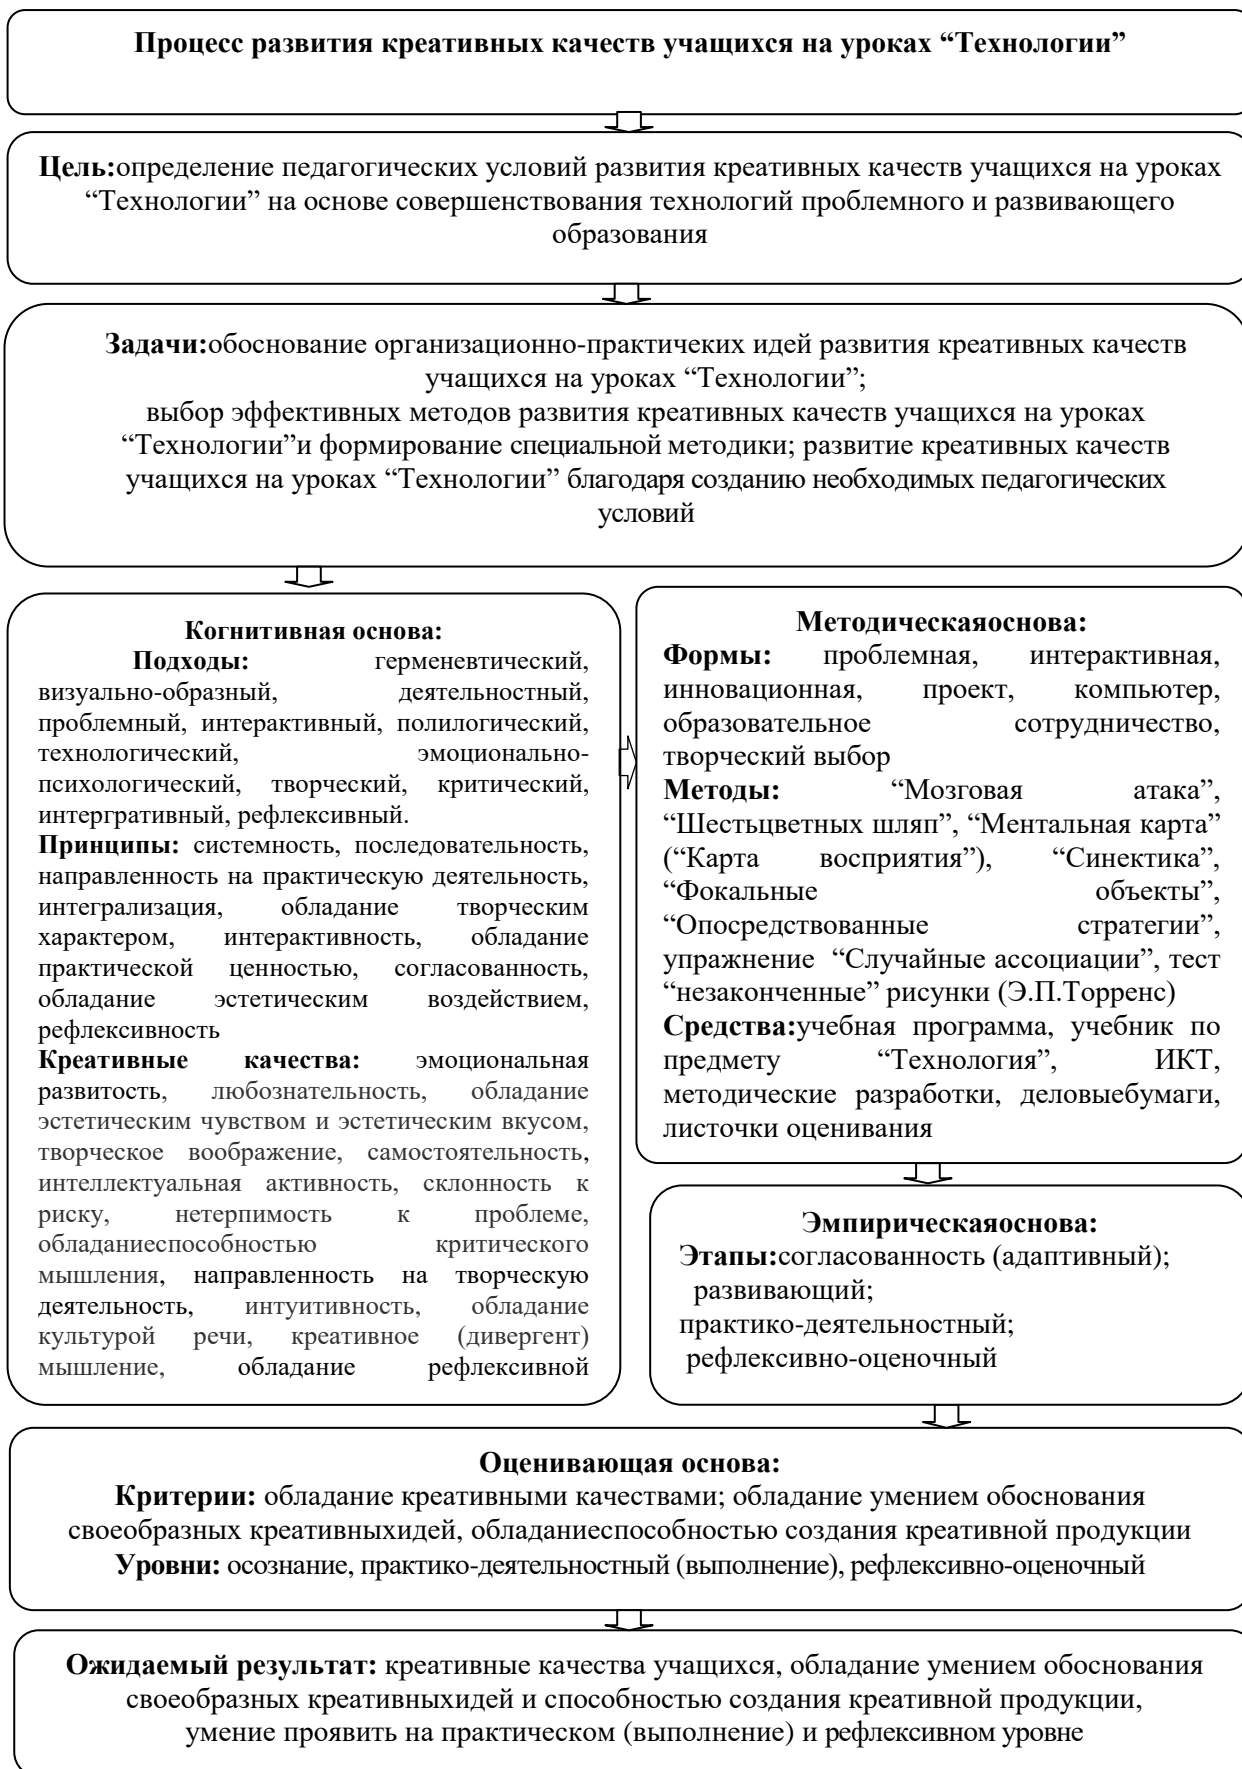 Процесс развития креативных качеств учащихся на уроках “Технологии”
Цель:определение педагогических условий развития креативных качеств учащихся на уроках
“Технологии” на основе совершенствования технологий проблемного и развивающего
образования
Задачи:обоснование организационно-практичеких идей развития креативных качеств
учащихся на уроках “Технологии”;
выбор эффективных методов развития креативных качеств учащихся на уроках
“Технологии”и формирование специальной методики; развитие креативных качеств
учащихся на уроках “Технологии” благодаря созданию необходимых педагогических
условий
Когнитивная основа:
Подходы: герменевтический,
визуально-образный, деятельностный,
проблемный, интерактивный, полилогический,
технологический, эмоционально-
психологический, творческий, критический,
интергративный, рефлексивный.
Принципы: системность, последовательность,
направленность на практическую деятельность,
интегрализация, обладание творческим
характером, интерактивность, обладание
практической ценностью, согласованность,
обладание эстетическим воздействием,
рефлексивность
Креативные качества: эмоциональная
развитость, любознательность, обладание
эстетическим чувством и эстетическим вкусом,
творческое воображение, самостоятельность,
интеллектуальная активность, склонность к
риску, нетерпимость к проблеме,
обладаниеспособностью критического
мышления, направленность на творческую
деятельность, интуитивность, обладание
культурой речи, креативное (дивергент)
мышление, обладание рефлексивной
Методическаяоснова:
Формы: проблемная, интерактивная,
инновационная, проект, компьютер,
образовательное сотрудничество,
творческий выбор
Методы: “Мозговая атака”,
“Шестьцветных шляп”, “Ментальная карта”
(“Карта восприятия”), “Синектика”,
“Фокальные объекты”,
“Опосредствованные стратегии”,
упражнение “Случайные ассоциации”, тест
“незаконченные” рисунки (Э.П.Торренс)
Средства:учебная программа, учебник по
предмету “Технология”, ИКТ,
методические разработки, деловыебумаги,
листочки оценивания
Эмпирическаяоснова:
Этапы:согласованность (адаптивный);
развивающий;
практико-деятельностный;
рефлексивно-оценочный
Оценивающая основа:
Критерии: обладание креативными качествами; обладание умением обоснования
своеобразных креативныхидей, обладаниеспособностью создания креативной продукции
Уровни: осознание, практико-деятельностный (выполнение), рефлексивно-оценочный
Ожидаемый результат: креативные качества учащихся, обладание умением обоснования
своеобразных креативныхидей и способностью создания креативной продукции,
умение проявить на практическом (выполнение) и рефлексивном уровне